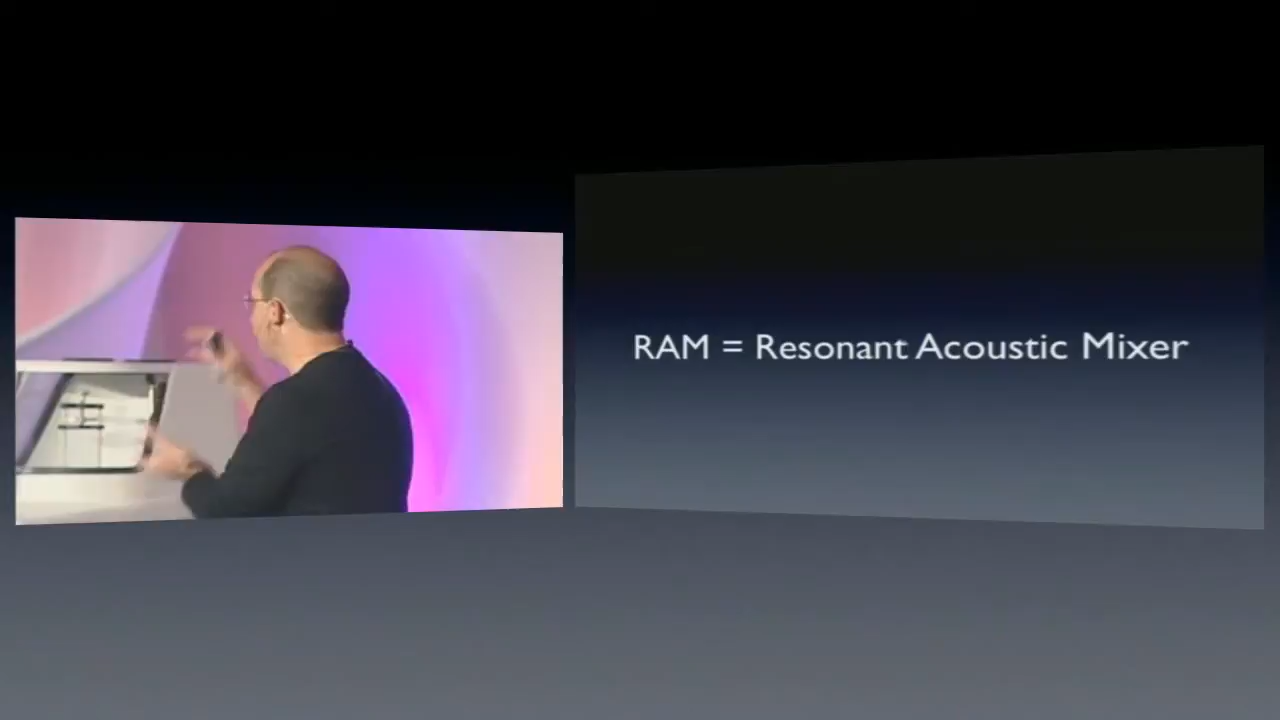 RAM = Resonant Acoustic Mixer